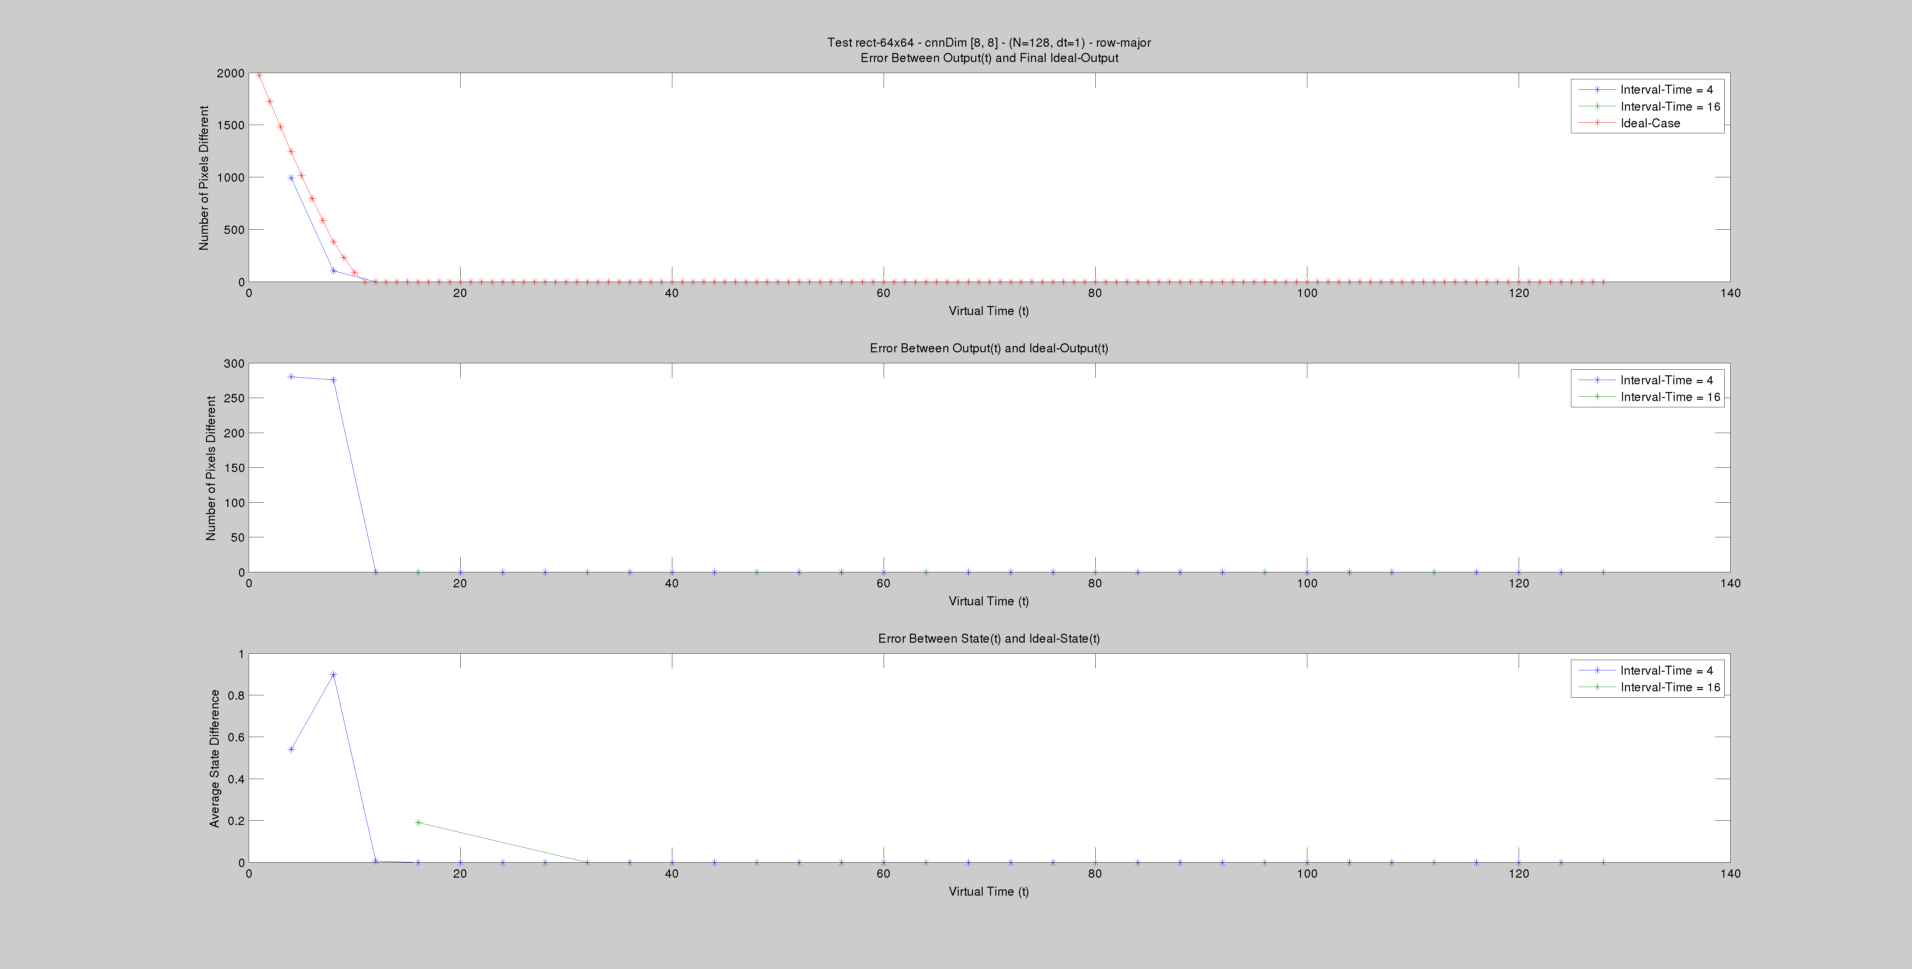 Test rect-64x64 - cnnDim [8, 8] - (N=128, dt=1) - row-major
Error Between Output(t) and Final Ideal-Output
Number of Pixels Different
2000
1500
1000
500
0
0 20 40 60 80 100 120 140
Virtual Time (t)
Interval-Time = 4
Interval-Time = 16
Ideal-Case
Error Between Output(t) and Ideal-Output(t)
Number of Pixels Different
300
250
200
150
100
50
0
0 20 40 60 80 100 120 140
Virtual Time (t)
Interval-Time = 4
Interval-Time = 16
Error Between State(t) and Ideal-State(t)
Average State Difference
1
0.8
0.6
0.4
0.2
0
0 20 40 60 80 100 120 140
Virtual Time (t)
Interval-Time = 4
Interval-Time = 16